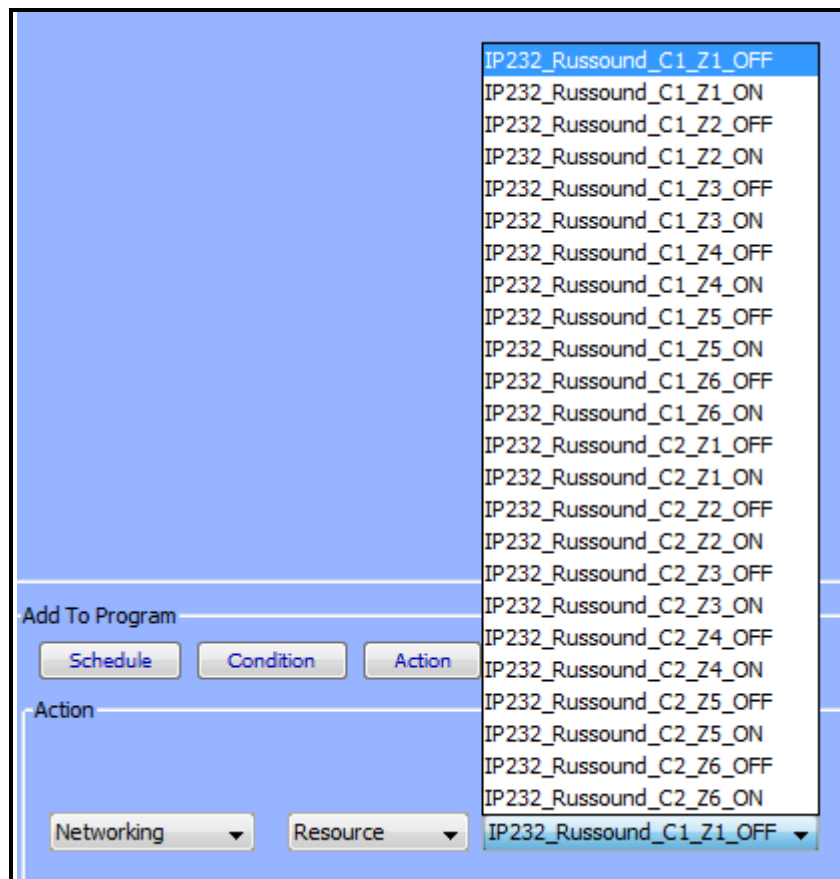 IP232_Russound_C1_Z1_OFF
IP232_Russound_C1_Z1_ON
IP232_Russound_C1_Z2_OFF
IP232_Russound_C1_Z2_ON
IP232_Russound_C1_Z3_OFF
IP232_Russound_C1_Z3_ON
IP232_Russound_C1_Z4_OFF
IP232_Russound_C1_Z4_ON
IP232_Russound_C1_Z5_OFF
IP232_Russound_C1_Z5_ON
IP232_Russound_C1_Z6_OFF
IP232_Russound_C1_Z6_ON
IP232_Russound_C2_Z1_OFF
IP232_Russound_C2_Z1_ON
IP232_Russound_C2_Z2_OFF
IP232_Russound_C2_Z2_ON
IP232_Russound_C2_Z3_OFF
IP232_Russound_C2_Z3_ON
IP232_Russound_C2_Z4_OFF
IP232_Russound_C2_Z4_ON
IP232_Russound_C2_Z5_OFF
IP232_Russound_C2_Z5_ON
IP232_Russound_C2_Z6_OFF
IP232_Russound_C2_Z6_ON
Add To Program
Schedule Condition Action
Action
Networking Resource IP232_Russound_C1_Z1_OFF